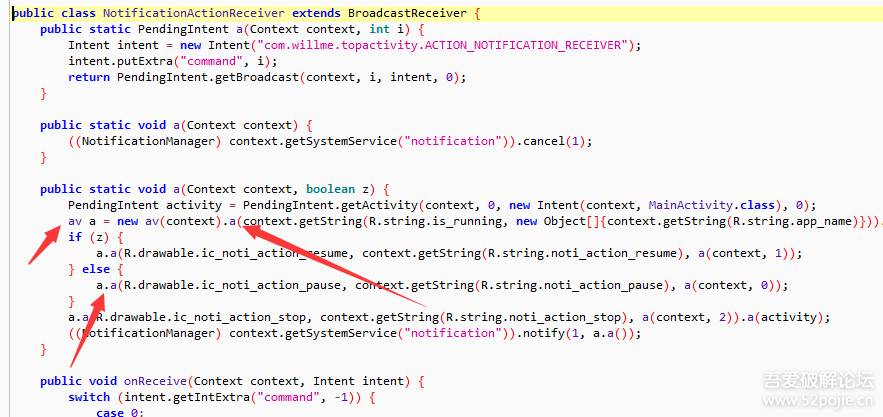 public class NotificationActionReceiver extends BroadcastReceiver {
public static PendingIntent a(Context context, int i) {
Intent intent = new Intent("com.willme.topactivity.ACTION_NOTIFICATION_RECEIVER");
intent.putExtra("command", i);
return PendingIntent.getBroadcast(context, i, intent, 0);
}
public static void a(Context context) {
((NotificationManager) context.getSystemService("notification")).cancel(1);
}
public static void a(Context context, boolean z) {
PendingIntent activity = PendingIntent.getActivity(context, 0, new Intent(context, MainActivity.class), 0);
av a = new av(context).a(context.getString(R.string.is_running, new Object[]{context.getString(R.string.app_name)})).
if (z) {
a.a(R.drawable.ic_noti_action_resume, context.getString(R.string.noti_action_resume), a(context, 1));
} else {
a.a(R.drawable.ic_noti_action_pause, context.getString(R.string.noti_action_pause), a(context, 0));
}
a.a(R.drawable.ic_noti_action_stop, context.getString(R.string.noti_action_stop), a(context, 2)).a(activity);
((NotificationManager) context.getSystemService("notification")).notify(1, a.a());
}
public void onReceive(Context context, Intent intent) {
switch (intent.getIntExtra("command", -1)) {
case 0:
吾爱破解论坛
www.52pojie.cn